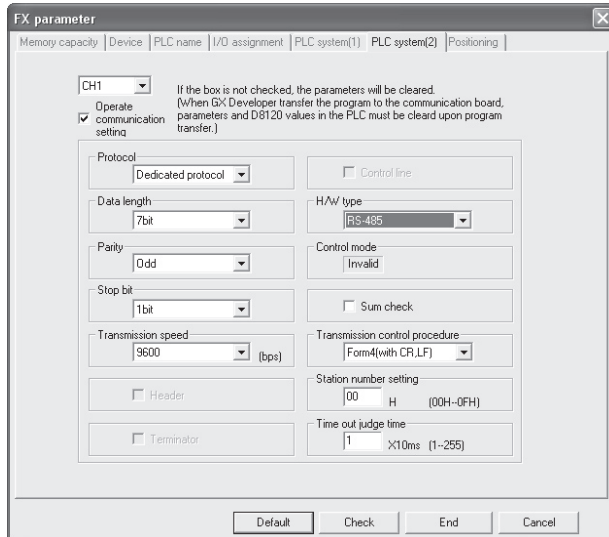 FX parameter
Memory capacity
Device
PLC name
I/O assignment
PLC system(1)
PLC system(2)
Positioning
CH1
If the box is not checked, the parameters will be cleared.
(When GX Developer transfer the program to the communication board,
parameters and D8120 values in the PLC must be cleard upon program
transfer.)
Operate
communication
setting
Protocol
Dedicated protocol
Control line
Data length
7bit
H/W type
RS-485
Parity
Odd
Control mode
Invalid
Stop bit
1bit
Sum check
Transmission speed
9600
(bps)
Transmission control procedure
Form4(with CR,LF)
Header
Station number setting
00
H
(00H--0FH)
Terminator
Time out judge time
1
X10ms (1--255)
Default
Check
End
Cancel